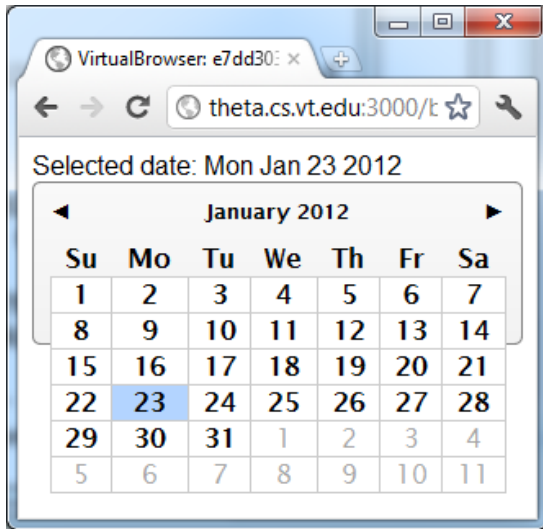 VirtualBrowser: e7dd30
theta.cs.vt.edu:3000/b
Selected date: Mon Jan 23 2012
January 2012
Su Mo Tu We Th Fr Sa
1 2 3 4 5 6 7
8 9 10 11 12 13 14
15 16 17 18 19 20 21
22 23 24 25 26 27 28
29 30 31 1 2 3 4
5 6 7 8 9 10 11